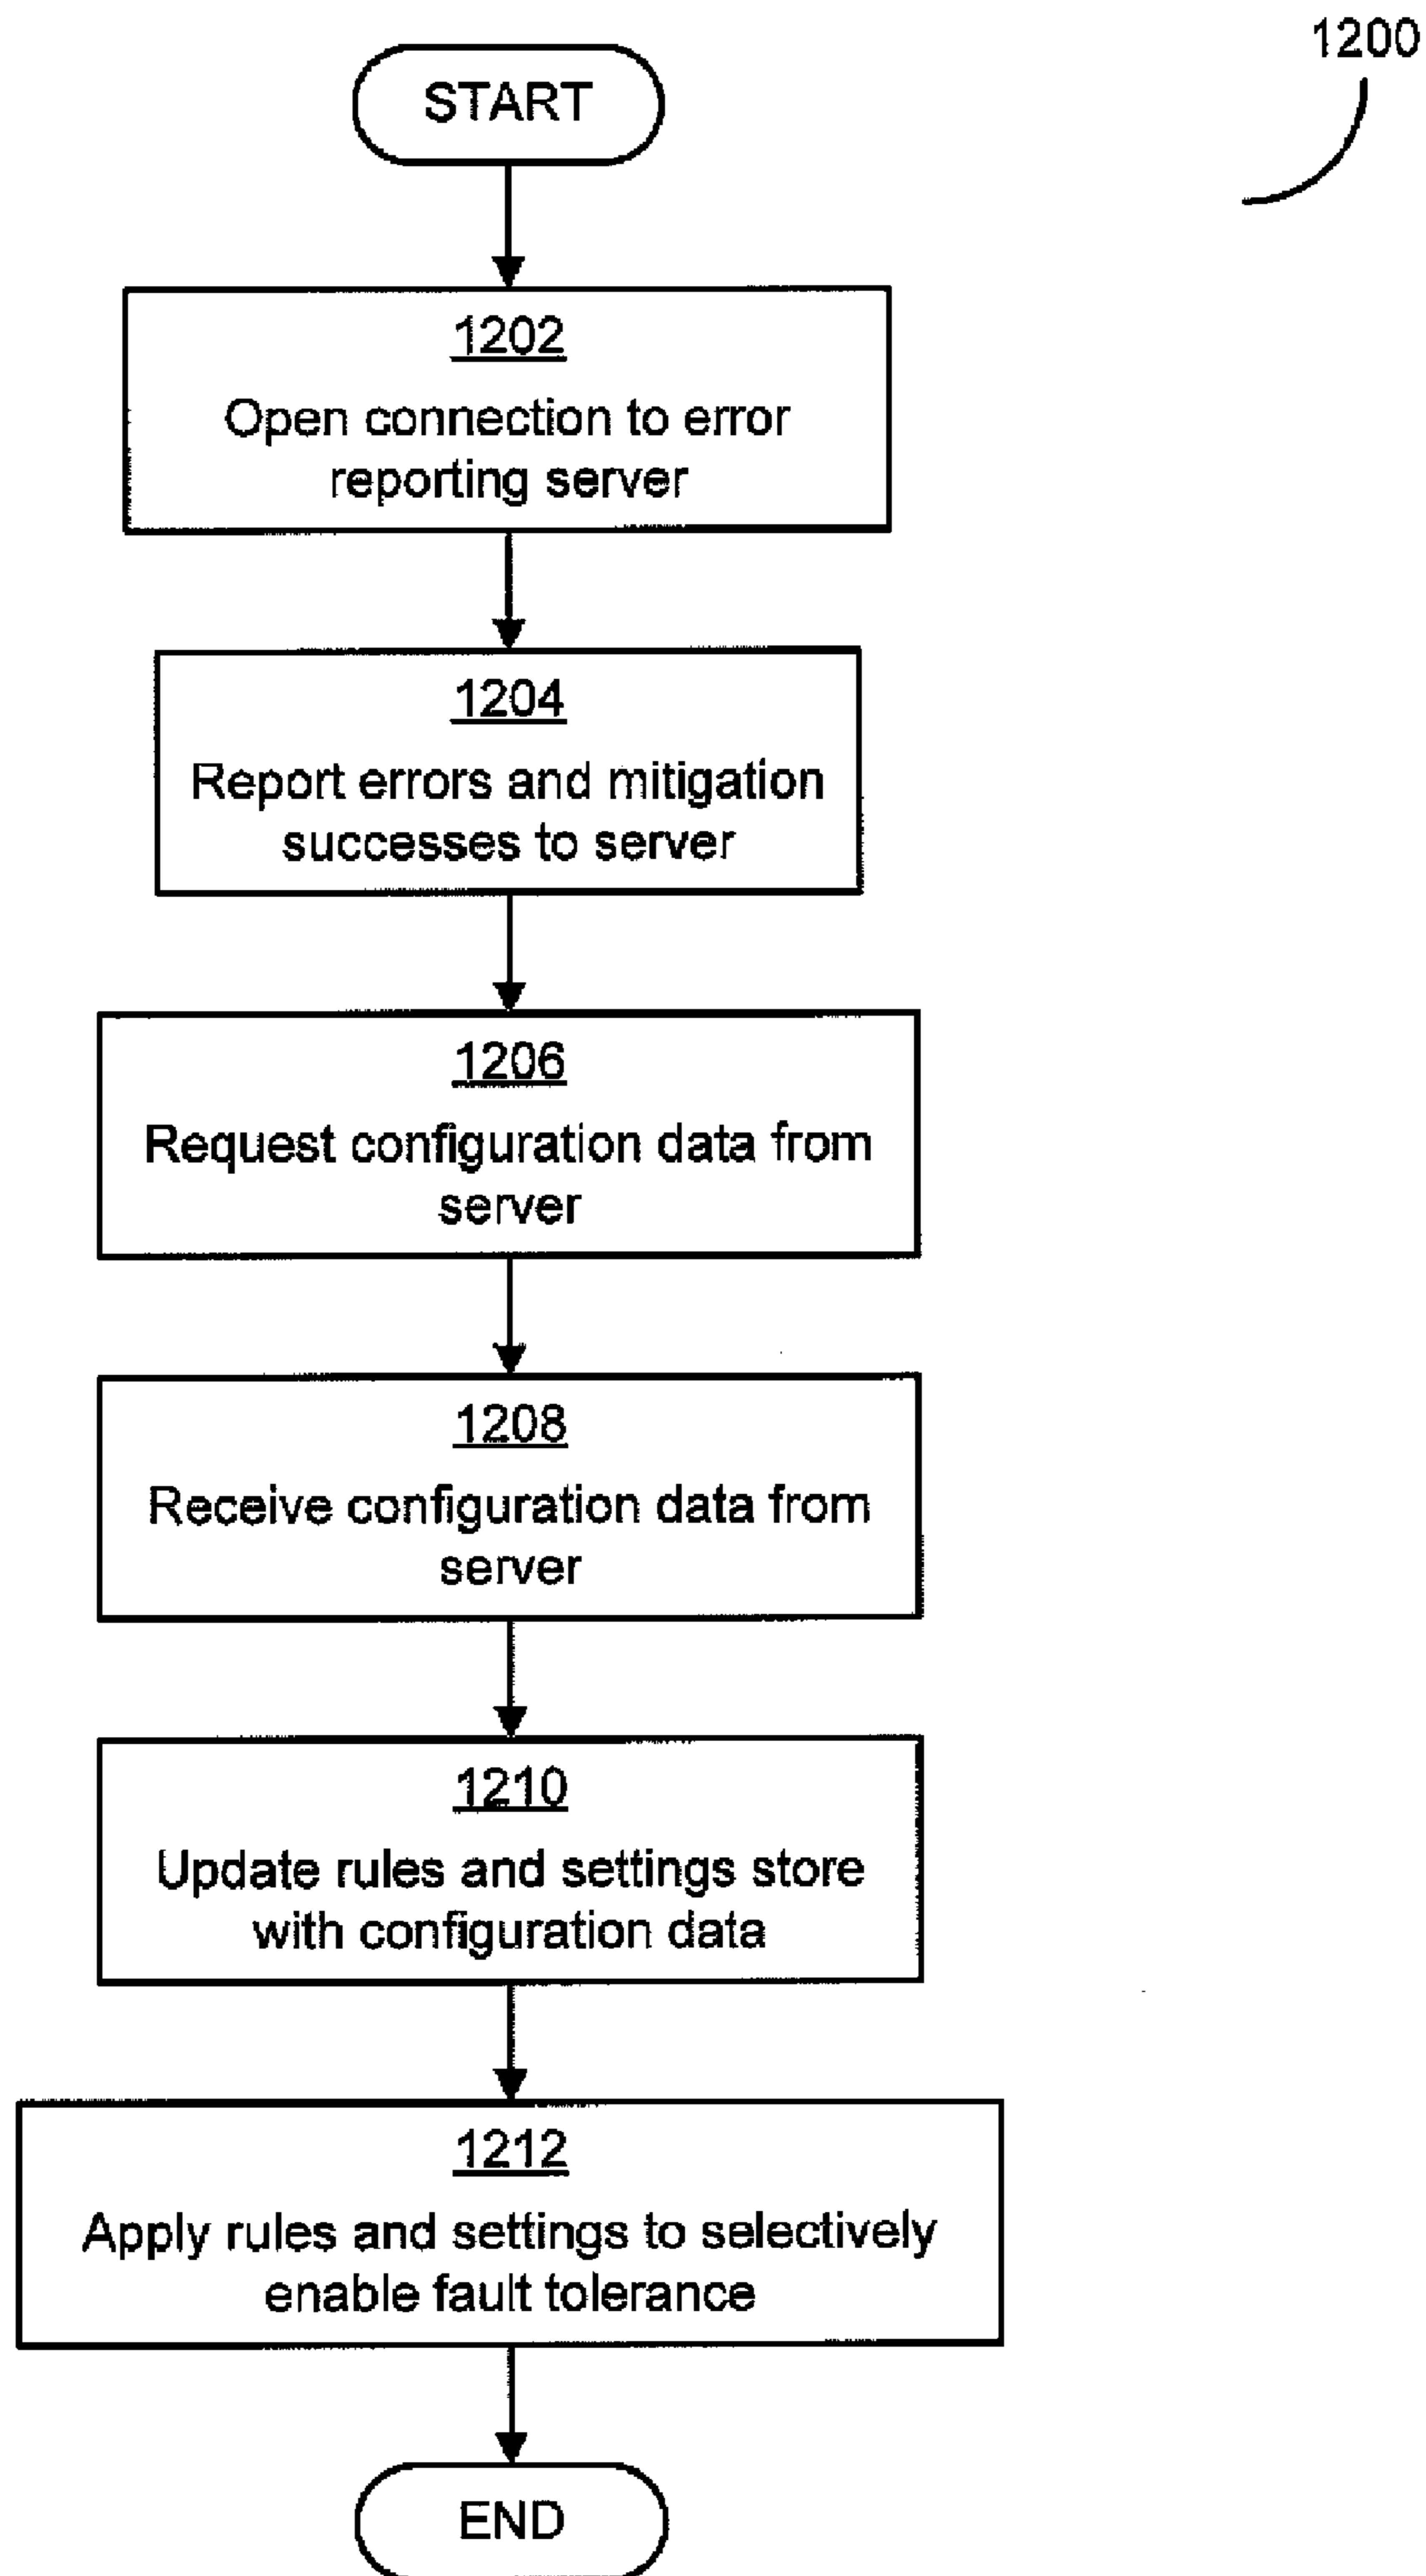 1200
START
1202
Open connection to error
reporting server
1204
Report errors and mitigation
successes to server
1206
Request configuration data from
server
1208
Receive configuration data from
server
1210
Update rules and settings store
with configuration data
1212
Apply rules and settings to selectively
enable fault tolerance
END